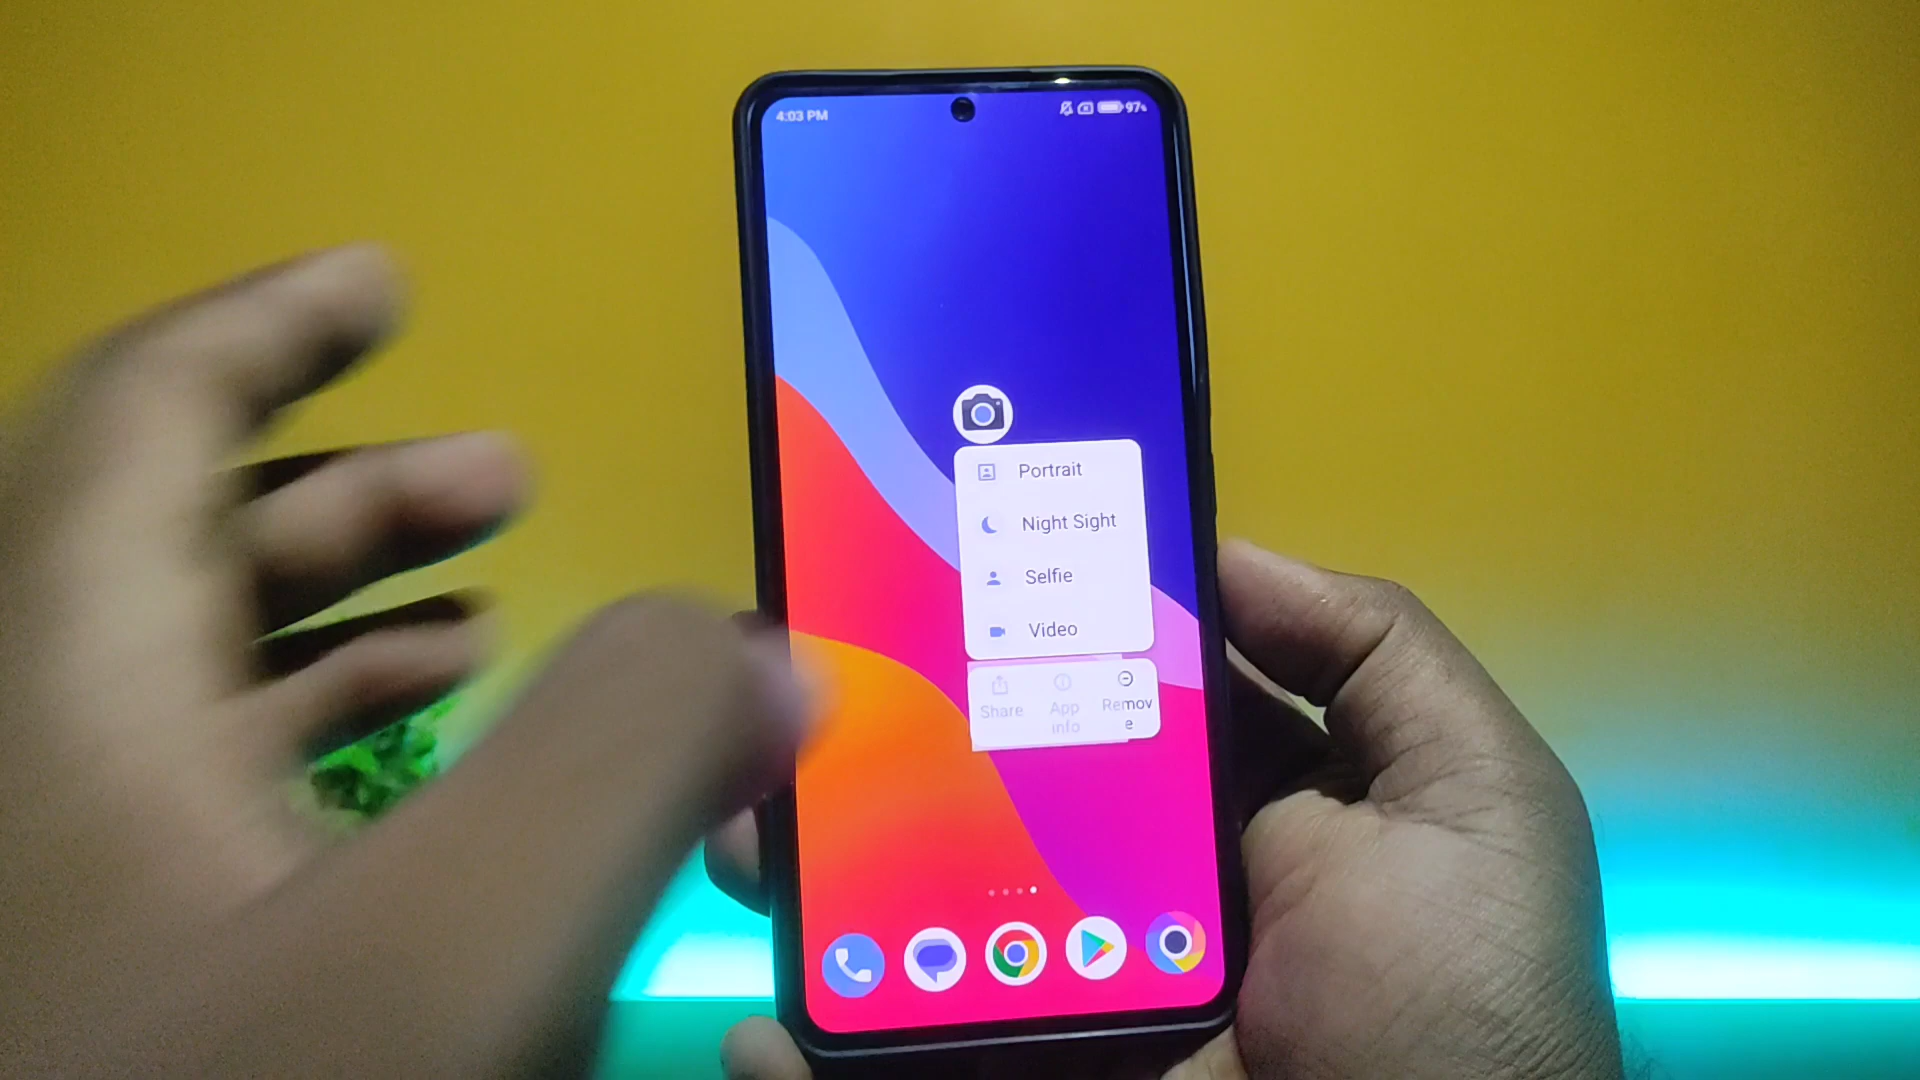 4:03 PM
97%
Portrait
Night Sight
Selfie
Video
Share
App
info
Remov
e